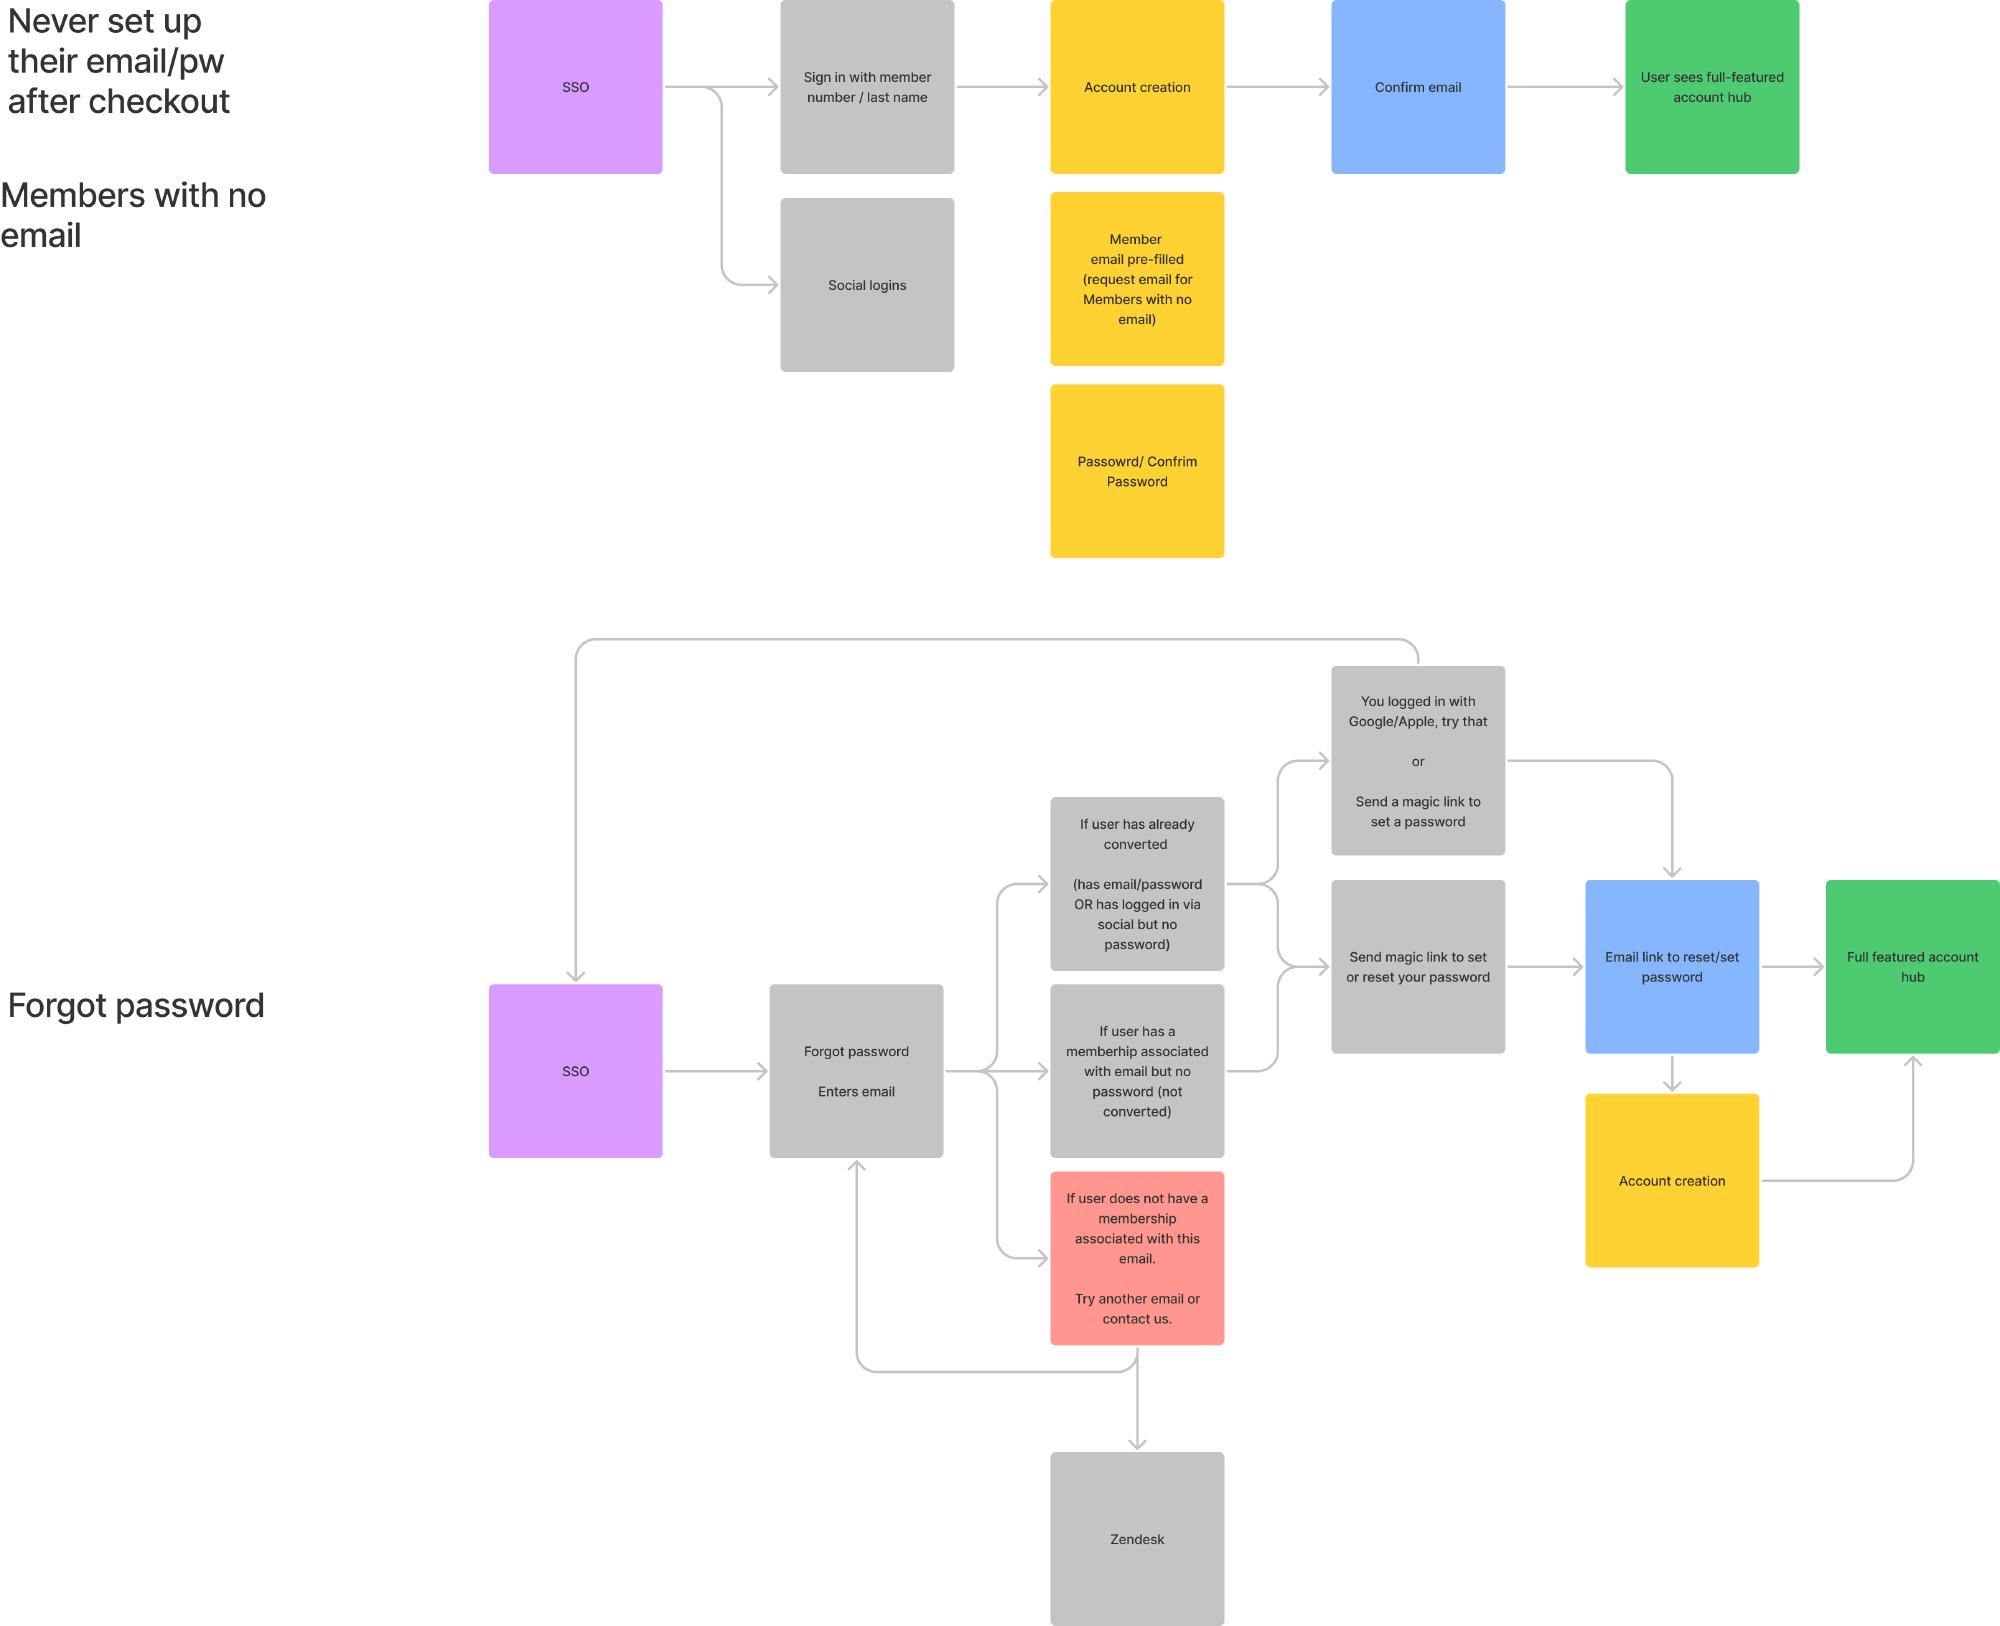 Never set up
their email/pw
after checkout
SSO
Sign in with member
number / last name
Account creation
Confirm email
User sees full-featured
account hub
Members with no
email
Social logins
Member
email pre-filled
(request email for
Members with no
email)
Passowrd/ Confrim
Password
You logged in with
Google/Apple, try that
or
Send a magic link to
set a password
If user has already
converted
(has email/password
OR has logged in via
social but no
password)
Send magic link to set
or reset your password
Email link to reset/set
password
Full featured account
hub
Forgot password
SSO
Forgot password
Enters email
If user has a
memberhip associated
with email but no
password (not
converted)
Account creation
If user does not have a
membership
associated with this
email.
Try another email or
contact us.
Zendesk